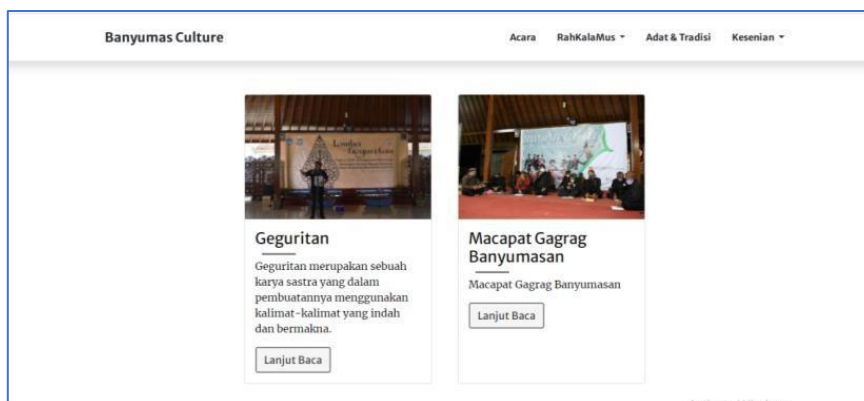 Banyumas Culture
Acara RahKalaMus Adat & Tradisi Kesenian
Geguritan
Geguritan merupakan sebuah
karya sastra yang dalam
pembuatannya menggunakan
kalimat-kalimat yang indah
dan bermakna.
Lanjut Baca
Macapat Gagrag
Banyumasan
Macapat Gagrag Banyumasan
Lanjut Baca